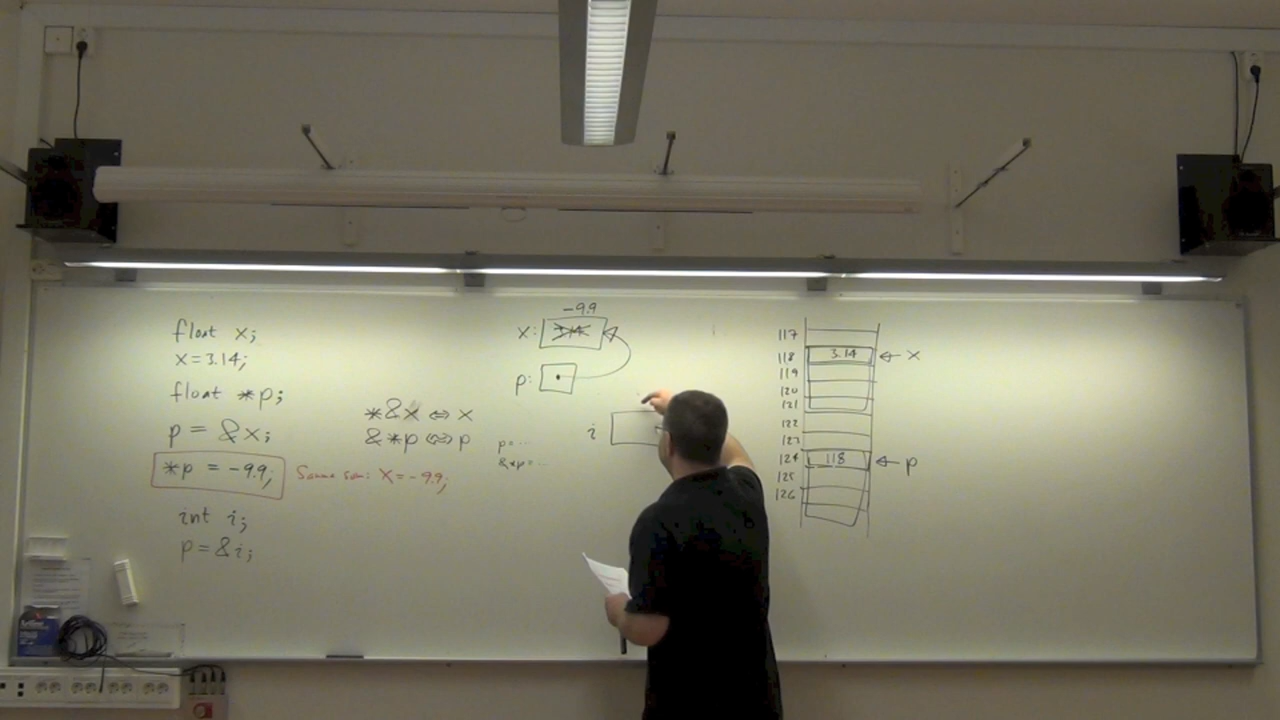 float x;
x = 3.14;
float *p;
p = &x;
*p = -9.9;
Samma som: x = -9.9;
int i;
p = &i;
*&x ⇔ x
&*p ⇔ p
p = ...
&*p = ...
-9.9
x: 3.14
p:
i
117
118 3.14 ← x
119
120
121
122
123
124 118 ← p
125
126